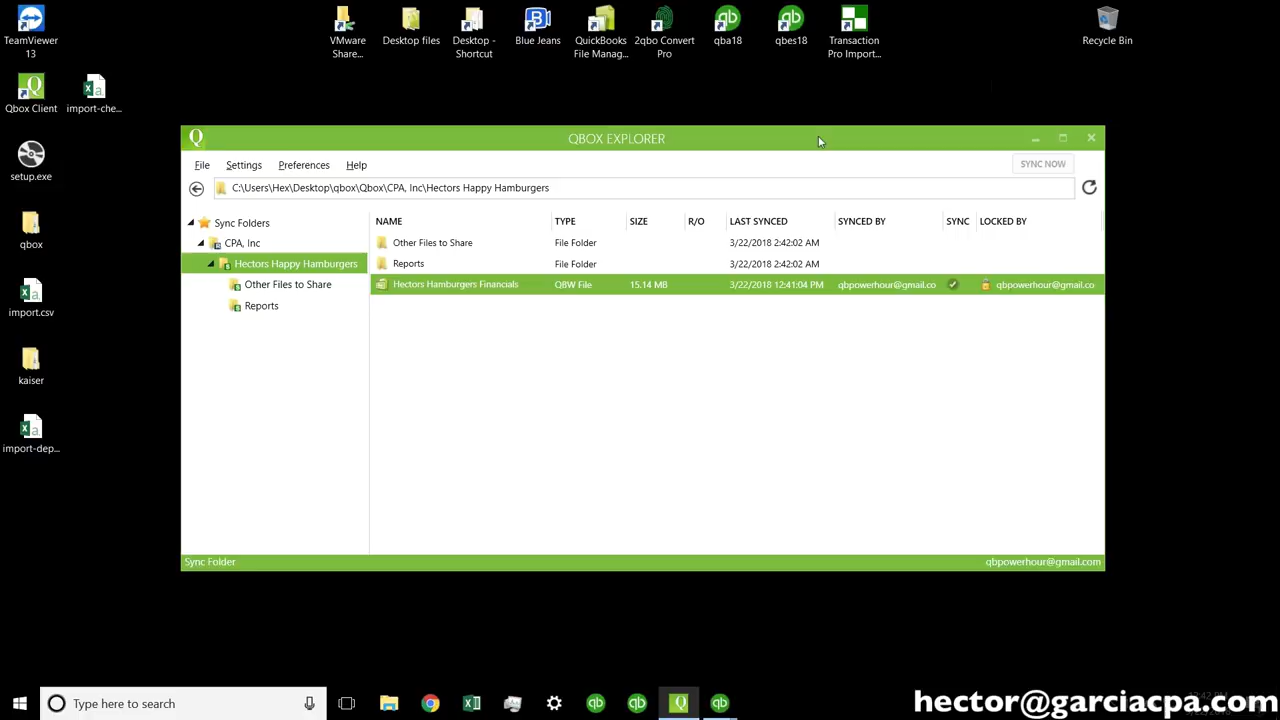 TeamViewer
13
VMware
Share...
Desktop files
Desktop -
Shortcut
Blue Jeans
QuickBooks
File Manag...
2qbo Convert
Pro
qba18
qbes18
Transaction
Pro Import...
Recycle Bin
Qbox Client
import-che...
setup.exe
qbox
import.csv
kaiser
import-dep...
QBOX EXPLORER
File Settings Preferences Help
SYNC NOW
C:\Users\Hex\Desktop\qbox\Qbox\CPA, Inc\Hectors Happy Hamburgers
Sync Folders
CPA, Inc
Hectors Happy Hamburgers
Other Files to Share
Reports
NAME TYPE SIZE R/O LAST SYNCED SYNCED BY SYNC LOCKED BY
Other Files to Share File Folder 3/22/2018 2:42:02 AM
Reports File Folder 3/22/2018 2:42:02 AM
Hectors Hamburgers Financials QBW File 15.14 MB 3/22/2018 12:41:04 PM qbpowerhour@gmail.co qbpowerhour@gmail.co
Sync Folder qbpowerhour@gmail.com
Type here to search
hector@garciacpa.com